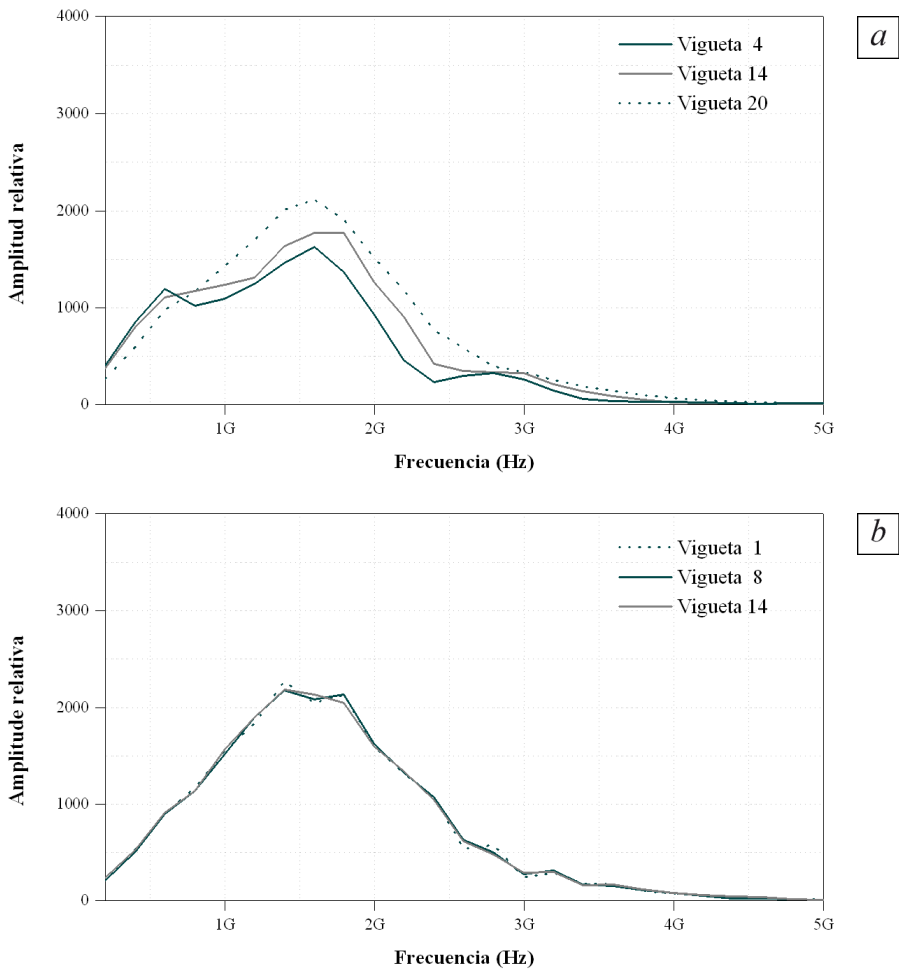 4000
a
Vigueta 4
Vigueta 14
Vigueta 20
3000
2000
1000
0
Amplitud relativa
1G 2G 3G 4G 5G
Frecuencia (Hz)
4000
b
Vigueta 1
Vigueta 8
Vigueta 14
3000
2000
1000
0
Amplitude relativa
1G 2G 3G 4G 5G
Frecuencia (Hz)